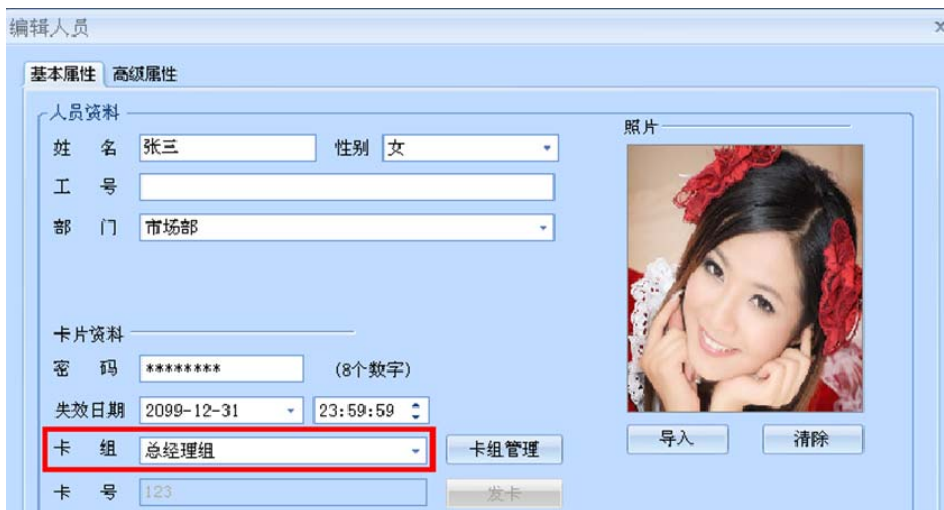 编辑人员 x
基本属性 高级属性
人员资料
姓 名 张三 性别 女
照片
工 号
部 门 市场部
卡片资料
密 码 ******** (8个数字)
失效日期 2099-12-31 23:59:59
导入 清除
卡 组 总经理组 卡组管理
卡 号 123 发卡